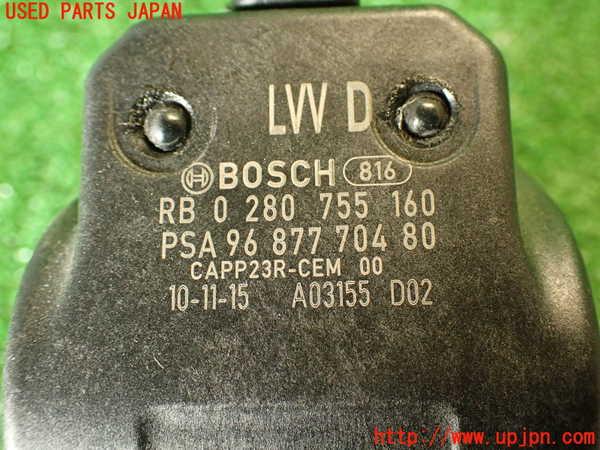 USED PARTS JAPAN
LVV D
BOSCH 816
RB 0 280 755 160
PSA 96 877 704 80
CAPP23R-CEM 00
10-11-15 A03155 D02
http://www.upjpn.com/